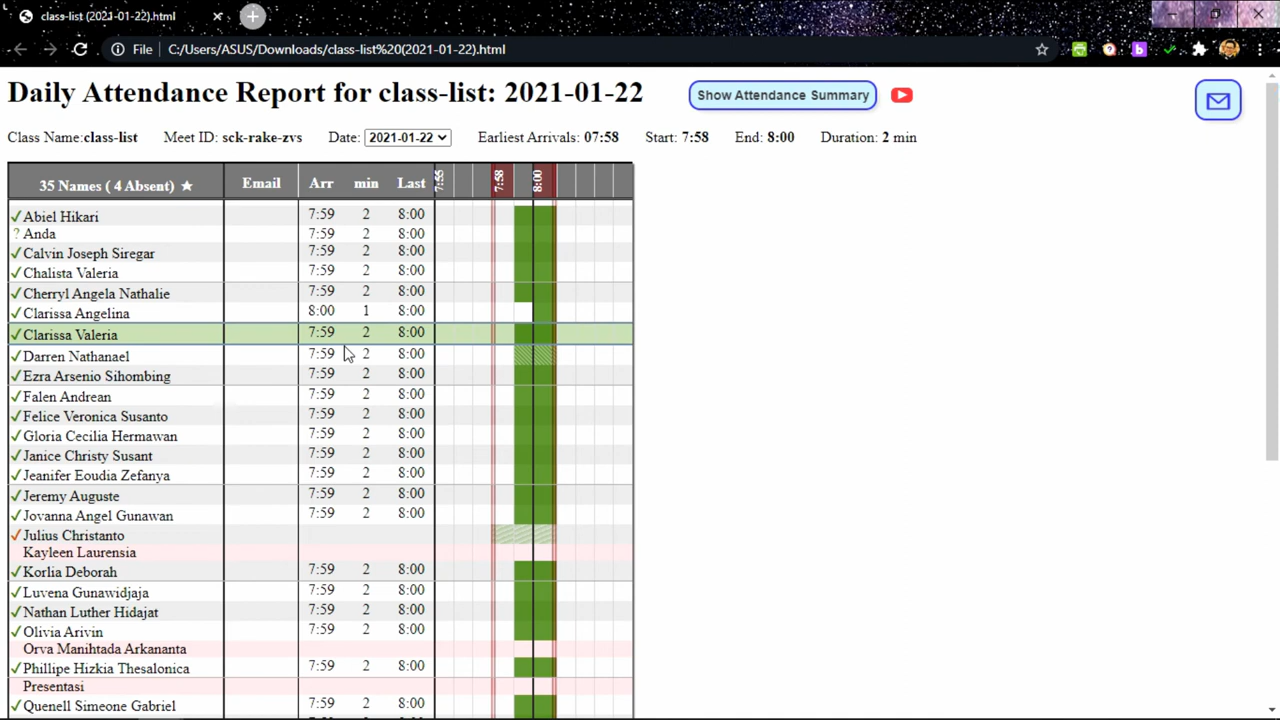 class-list (2021-01-22).html
File C:/Users/ASUS/Downloads/class-list%20(2021-01-22).html
Daily Attendance Report for class-list: 2021-01-22 Show Attendance Summary
Class Name:class-list Meet ID: sck-rake-zvs Date: 2021-01-22 Earliest Arrivals: 07:58 Start: 7:58 End: 8:00 Duration: 2 min
35 Names ( 4 Absent) ★ Email Arr min Last 7:58 8:00
✓ Abiel Hikari 7:59 2 8:00
? Anda 7:59 2 8:00
✓ Calvin Joseph Siregar 7:59 2 8:00
✓ Chalista Valeria 7:59 2 8:00
✓ Cherryl Angela Nathalie 7:59 2 8:00
✓ Clarissa Angelina 8:00 1 8:00
✓ Clarissa Valeria 7:59 2 8:00
✓ Darren Nathanael 7:59 2 8:00
✓ Ezra Arsenio Sihombing 7:59 2 8:00
✓ Falen Andrean 7:59 2 8:00
✓ Felice Veronica Susanto 7:59 2 8:00
✓ Gloria Cecilia Hermawan 7:59 2 8:00
✓ Janice Christy Susant 7:59 2 8:00
✓ Jeanifer Eoudia Zefanya 7:59 2 8:00
✓ Jeremy Auguste 7:59 2 8:00
✓ Jovanna Angel Gunawan 7:59 2 8:00
✓ Julius Christanto
Kayleen Laurensia
✓ Korlia Deborah 7:59 2 8:00
✓ Luvena Gunawidjaja 7:59 2 8:00
✓ Nathan Luther Hidajat 7:59 2 8:00
✓ Olivia Arivin 7:59 2 8:00
Orva Manihtada Arkananta
✓ Phillipe Hizkia Thesalonica 7:59 2 8:00
Presentasi
✓ Quenell Simeone Gabriel 7:59 2 8:00